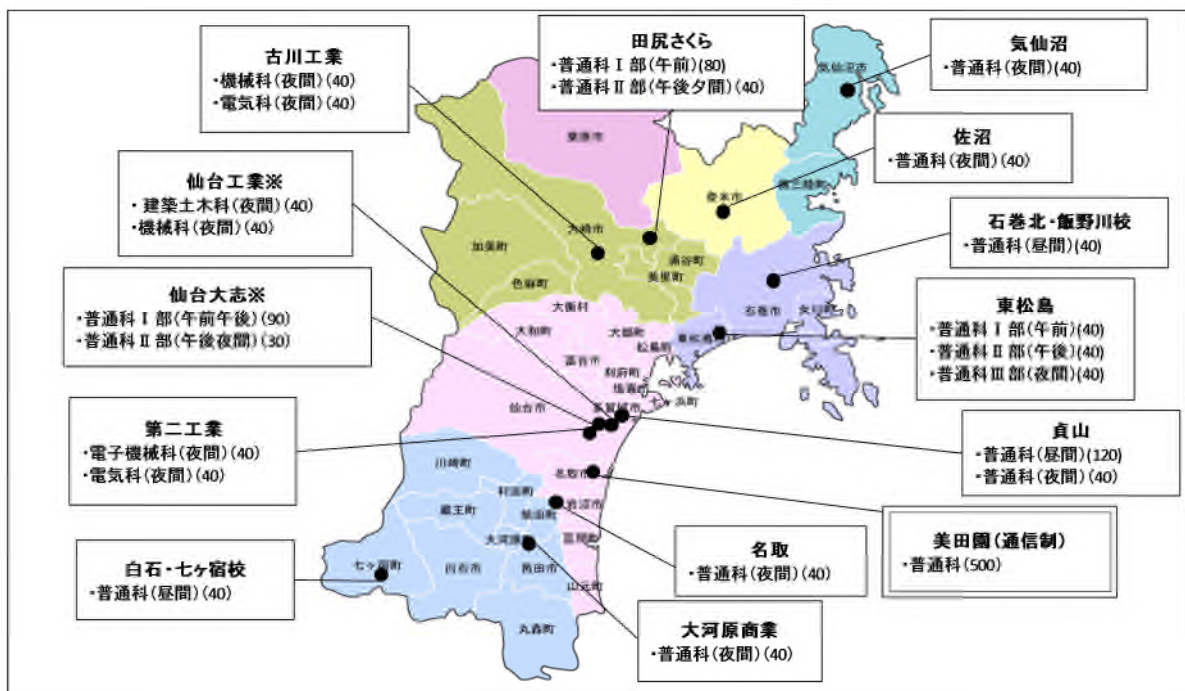 古川工業
・機械科(夜間)(40)
・電気科(夜間)(40)
田尻さくら
・普通科Ⅰ部(午前)(80)
・普通科Ⅱ部(午後夕間)(40)
気仙沼
・普通科(夜間)(40)
佐沼
・普通科(夜間)(40)
仙台工業※
・建築土木科(夜間)(40)
・機械科(夜間)(40)
石巻北・飯野川校
・普通科(昼間)(40)
仙台大志※
・普通科Ⅰ部(午前午後)(90)
・普通科Ⅱ部(午後夜間)(30)
東松島
・普通科Ⅰ部(午前)(40)
・普通科Ⅱ部(午後)(40)
・普通科Ⅲ部(夜間)(40)
第二工業
・電子機械科(夜間)(40)
・電気科(夜間)(40)
貞山
・普通科(昼間)(120)
・普通科(夜間)(40)
美田園(通信制)
・普通科(500)
名取
・普通科(夜間)(40)
白石・七ヶ宿校
・普通科(昼間)(40)
大河原商業
・普通科(夜間)(40)
気仙沼市
栗原市
登米市
南三陸町
大崎市
加美町
涌谷町
美里町
色麻町
石巻市
女川町
大衡村
大和町
大郷町
松島町
富谷市
利府町
塩竈市
七ヶ浜町
仙台市
多賀城市
川崎町
名取市
村田町
岩沼市
蔵王町
柴田町
亘理町
七ヶ宿町
白石市
角田市
山元町
丸森町